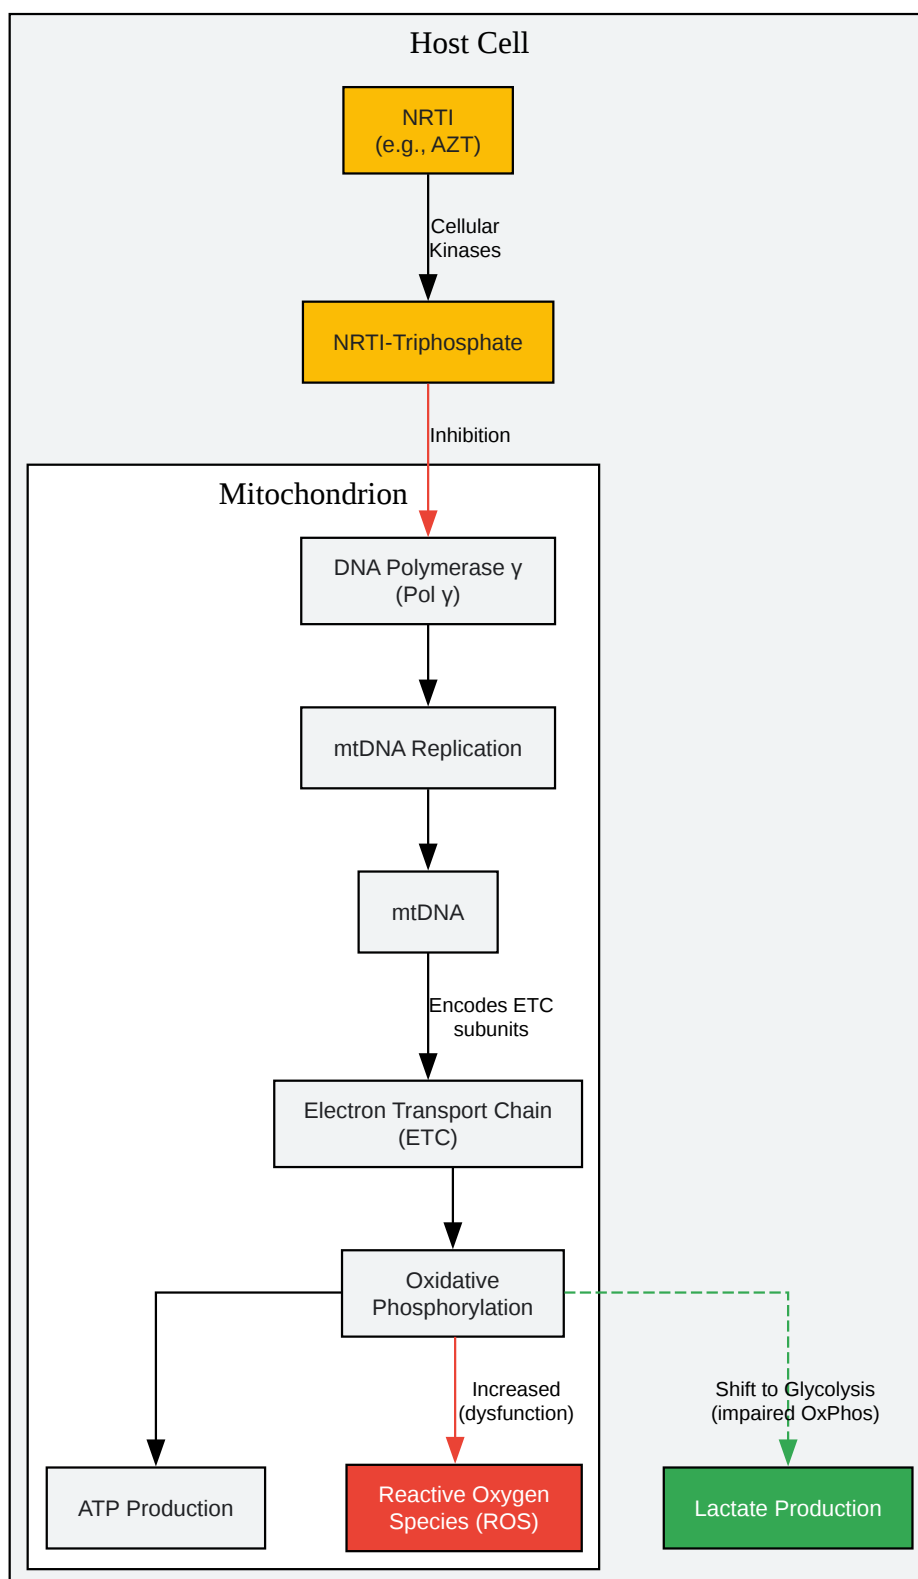 Host Cell
NRTI
(e.g., AZT)
Cellular
Kinases
NRTI-Triphosphate
Inhibition
Mitochondrion
DNA Polymerase γ
(Pol γ)
mtDNA Replication
mtDNA
Encodes ETC
subunits
Electron Transport Chain
(ETC)
Oxidative
Phosphorylation
Increased
(dysfunction)
Shift to Glycolysis
(impaired OxPhos)
ATP Production
Reactive Oxygen
Species (ROS)
Lactate Production